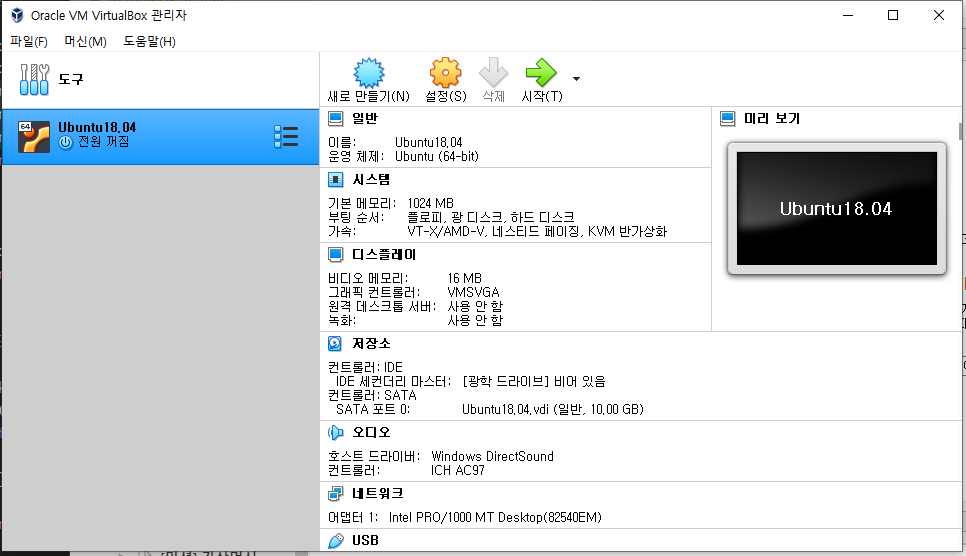 Oracle VM VirtualBox 관리자
파일(F) 머신(M) 도움말(H)
도구
새로 만들기(N) 설정(S) 삭제 시작(T)
64 Ubuntu18.04
전원 꺼짐
일반
이름: Ubuntu18.04
운영 체제: Ubuntu (64-bit)
시스템
기본 메모리: 1024 MB
부팅 순서: 플로피, 광 디스크, 하드 디스크
가속: VT-X/AMD-V, 네스티드 페이징, KVM 반가상화
디스플레이
비디오 메모리: 16 MB
그래픽 컨트롤러: VMSVGA
원격 데스크톱 서버: 사용 안 함
녹화: 사용 안 함
미리 보기
Ubuntu18.04
저장소
컨트롤러: IDE
IDE 세컨더리 마스터: [광학 드라이브] 비어 있음
컨트롤러: SATA
SATA 포트 0: Ubuntu18.04.vdi (일반, 10.00 GB)
오디오
호스트 드라이버: Windows DirectSound
컨트롤러: ICH AC97
네트워크
어댑터 1: Intel PRO/1000 MT Desktop(82540EM)
USB